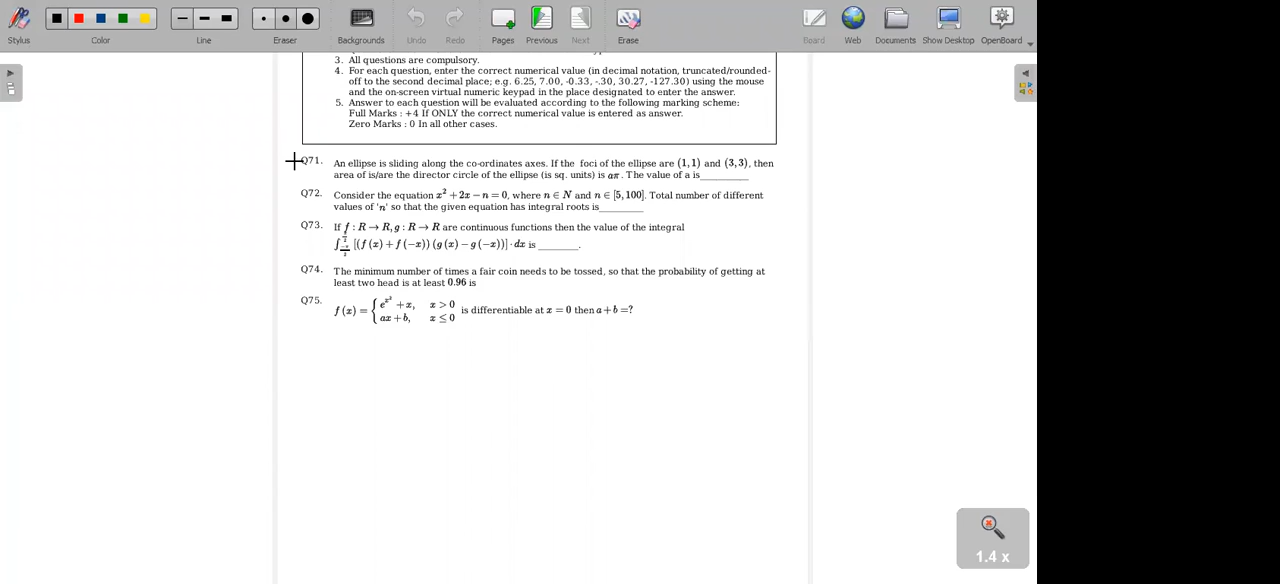 Stylus Color Line Eraser Backgrounds Undo Redo Pages Previous Next Erase Board Web Documents Show Desktop OpenBoard
3. All questions are compulsory.
4. For each question, enter the correct numerical value (in decimal notation, truncated/rounded-
off to the second decimal place; e.g. 6.25, 7.00, -0.33, -.30, 30.27, -127.30) using the mouse
and the on-screen virtual numeric keypad in the place designated to enter the answer.
5. Answer to each question will be evaluated according to the following marking scheme:
Full Marks : +4 If ONLY the correct numerical value is entered as answer.
Zero Marks : 0 In all other cases.
Q71. An ellipse is sliding along the co-ordinates axes. If the foci of the ellipse are (1,1) and (3,3), then
area of is/are the director circle of the ellipse (is sq. units) is aπ. The value of a is__________
Q72. Consider the equation x² + 2x − n = 0, where n ∈ N and n ∈ [5,100]. Total number of different
values of 'n' so that the given equation has integral roots is_________
Q73. If f : R → R, g : R → R are continuous functions then the value of the integral
∫_{-π/2}^{π/2} [(f(x) + f(−x))(g(x) − g(−x))]·dx is ________.
Q74. The minimum number of times a fair coin needs to be tossed, so that the probability of getting at
least two head is at least 0.96 is
Q75. f(x) = { e^{x²} + x, x > 0
ax + b, x ≤ 0 is differentiable at x = 0 then a + b =?
1.4 x